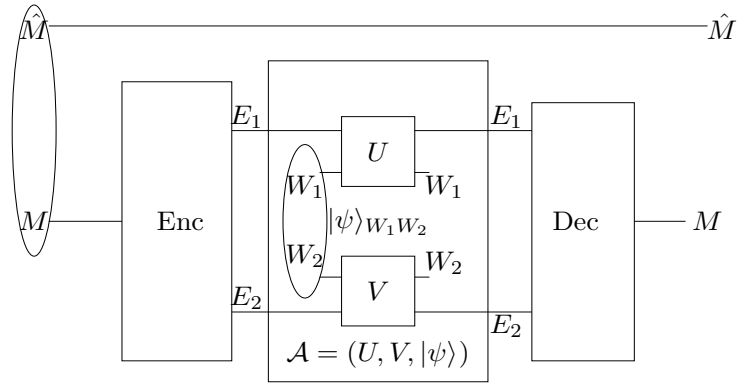 M̂ M̂
E₁ E₁
U
W₁ W₁
M Enc |ψ⟩_{W₁W₂} Dec M
W₂ W₂
V
E₂ E₂
𝒜 = (U, V, |ψ⟩)